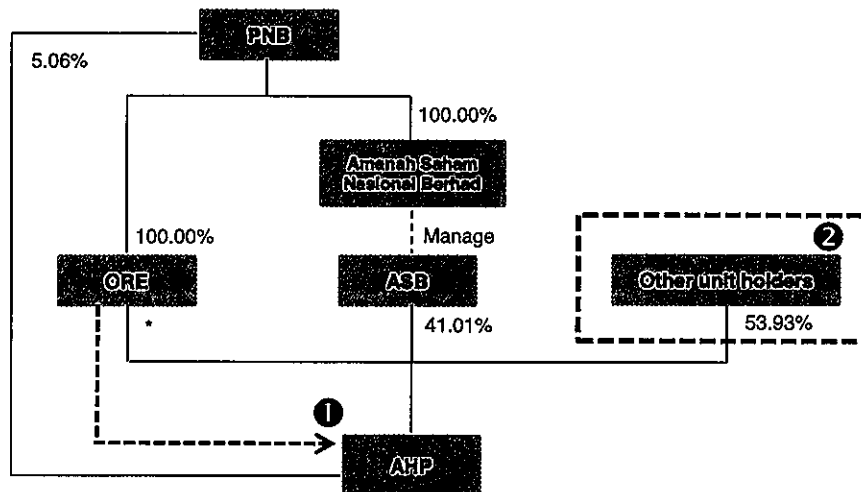 PNB
5.06%
100.00%
Amanah Saham
Nasional Berhad
100.00%
Manage
2
ORE
ASB
Other unit holders
*
41.01%
53.93%
1
AHP